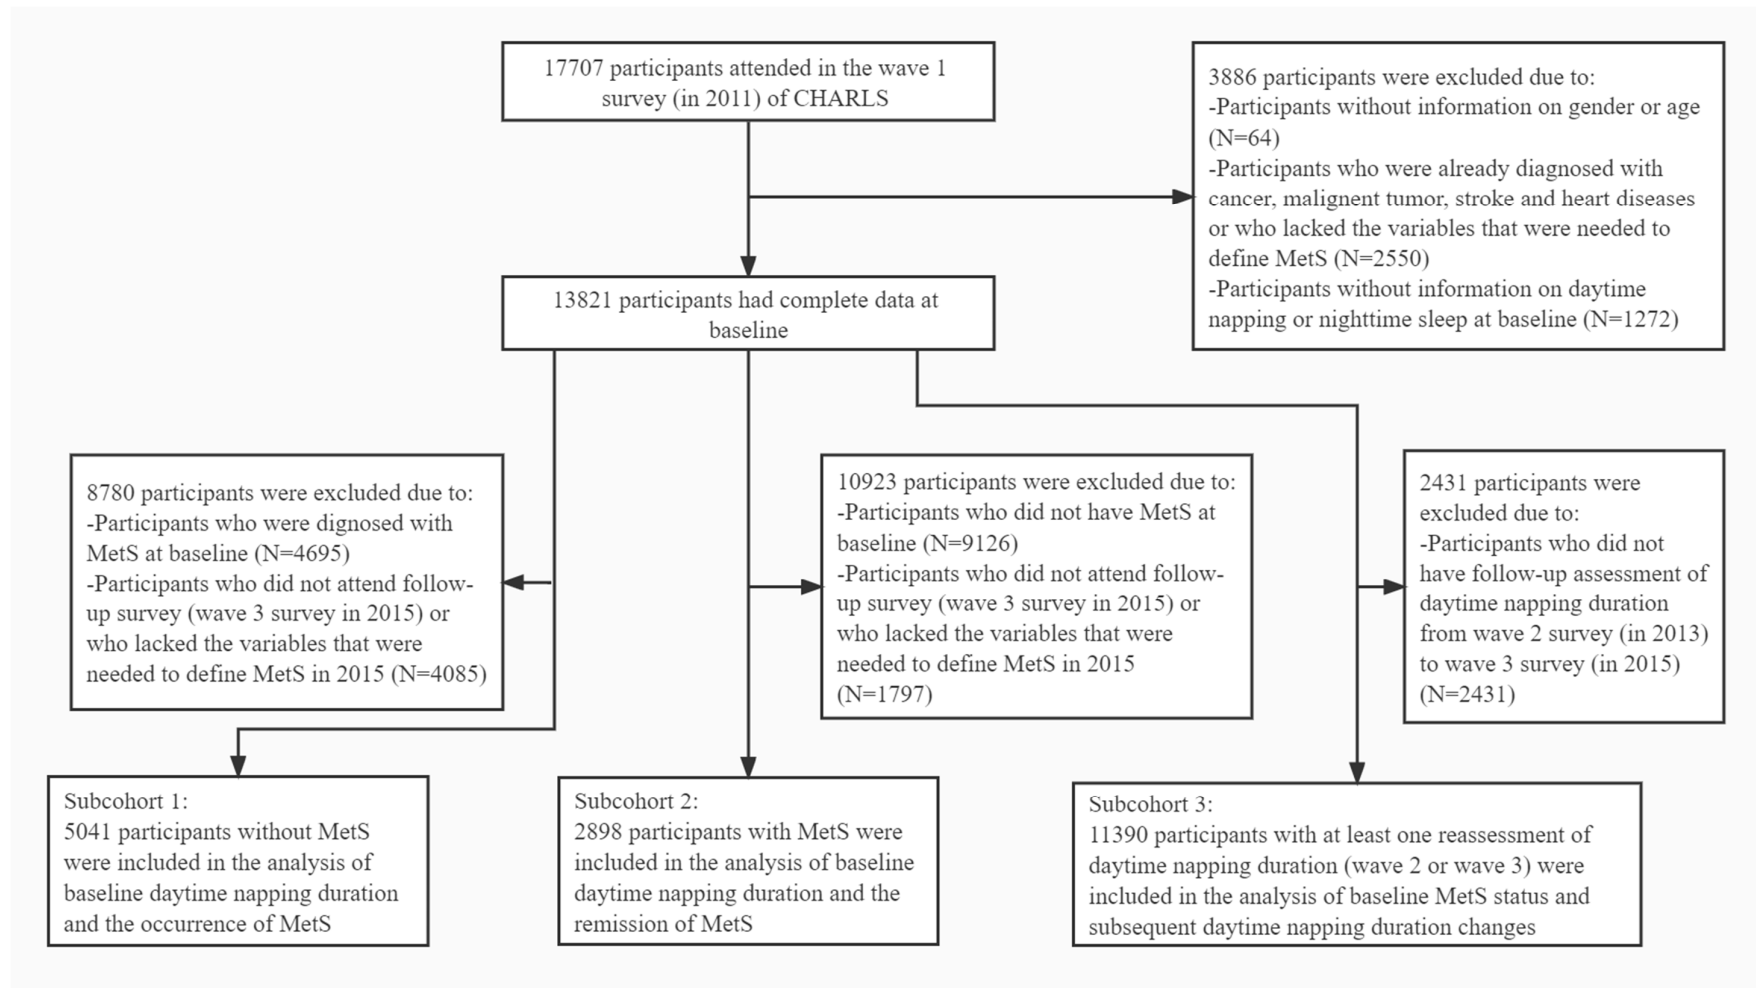 17707 participants attended in the wave 1
survey (in 2011) of CHARLS
3886 participants were excluded due to:
-Participants without information on gender or age
(N=64)
-Participants who were already diagnosed with
cancer, malignent tumor, stroke and heart diseases
or who lacked the variables that were needed to
define MetS (N=2550)
-Participants without information on daytime
napping or nighttime sleep at baseline (N=1272)
13821 participants had complete data at
baseline
8780 participants were excluded due to:
-Participants who were dignosed with
MetS at baseline (N=4695)
-Participants who did not attend follow-
up survey (wave 3 survey in 2015) or
who lacked the variables that were
needed to define MetS in 2015 (N=4085)
10923 participants were excluded due to:
-Participants who did not have MetS at
baseline (N=9126)
-Participants who did not attend follow-
up survey (wave 3 survey in 2015) or
who lacked the variables that were
needed to define MetS in 2015
(N=1797)
2431 participants were
excluded due to:
-Participants who did not
have follow-up assessment of
daytime napping duration
from wave 2 survey (in 2013)
to wave 3 survey (in 2015)
(N=2431)
Subcohort 1:
5041 participants without MetS
were included in the analysis of
baseline daytime napping duration
and the occurrence of MetS
Subcohort 2:
2898 participants with MetS were
included in the analysis of baseline
daytime napping duration and the
remission of MetS
Subcohort 3:
11390 participants with at least one reassessment of
daytime napping duration (wave 2 or wave 3) were
included in the analysis of baseline MetS status and
subsequent daytime napping duration changes